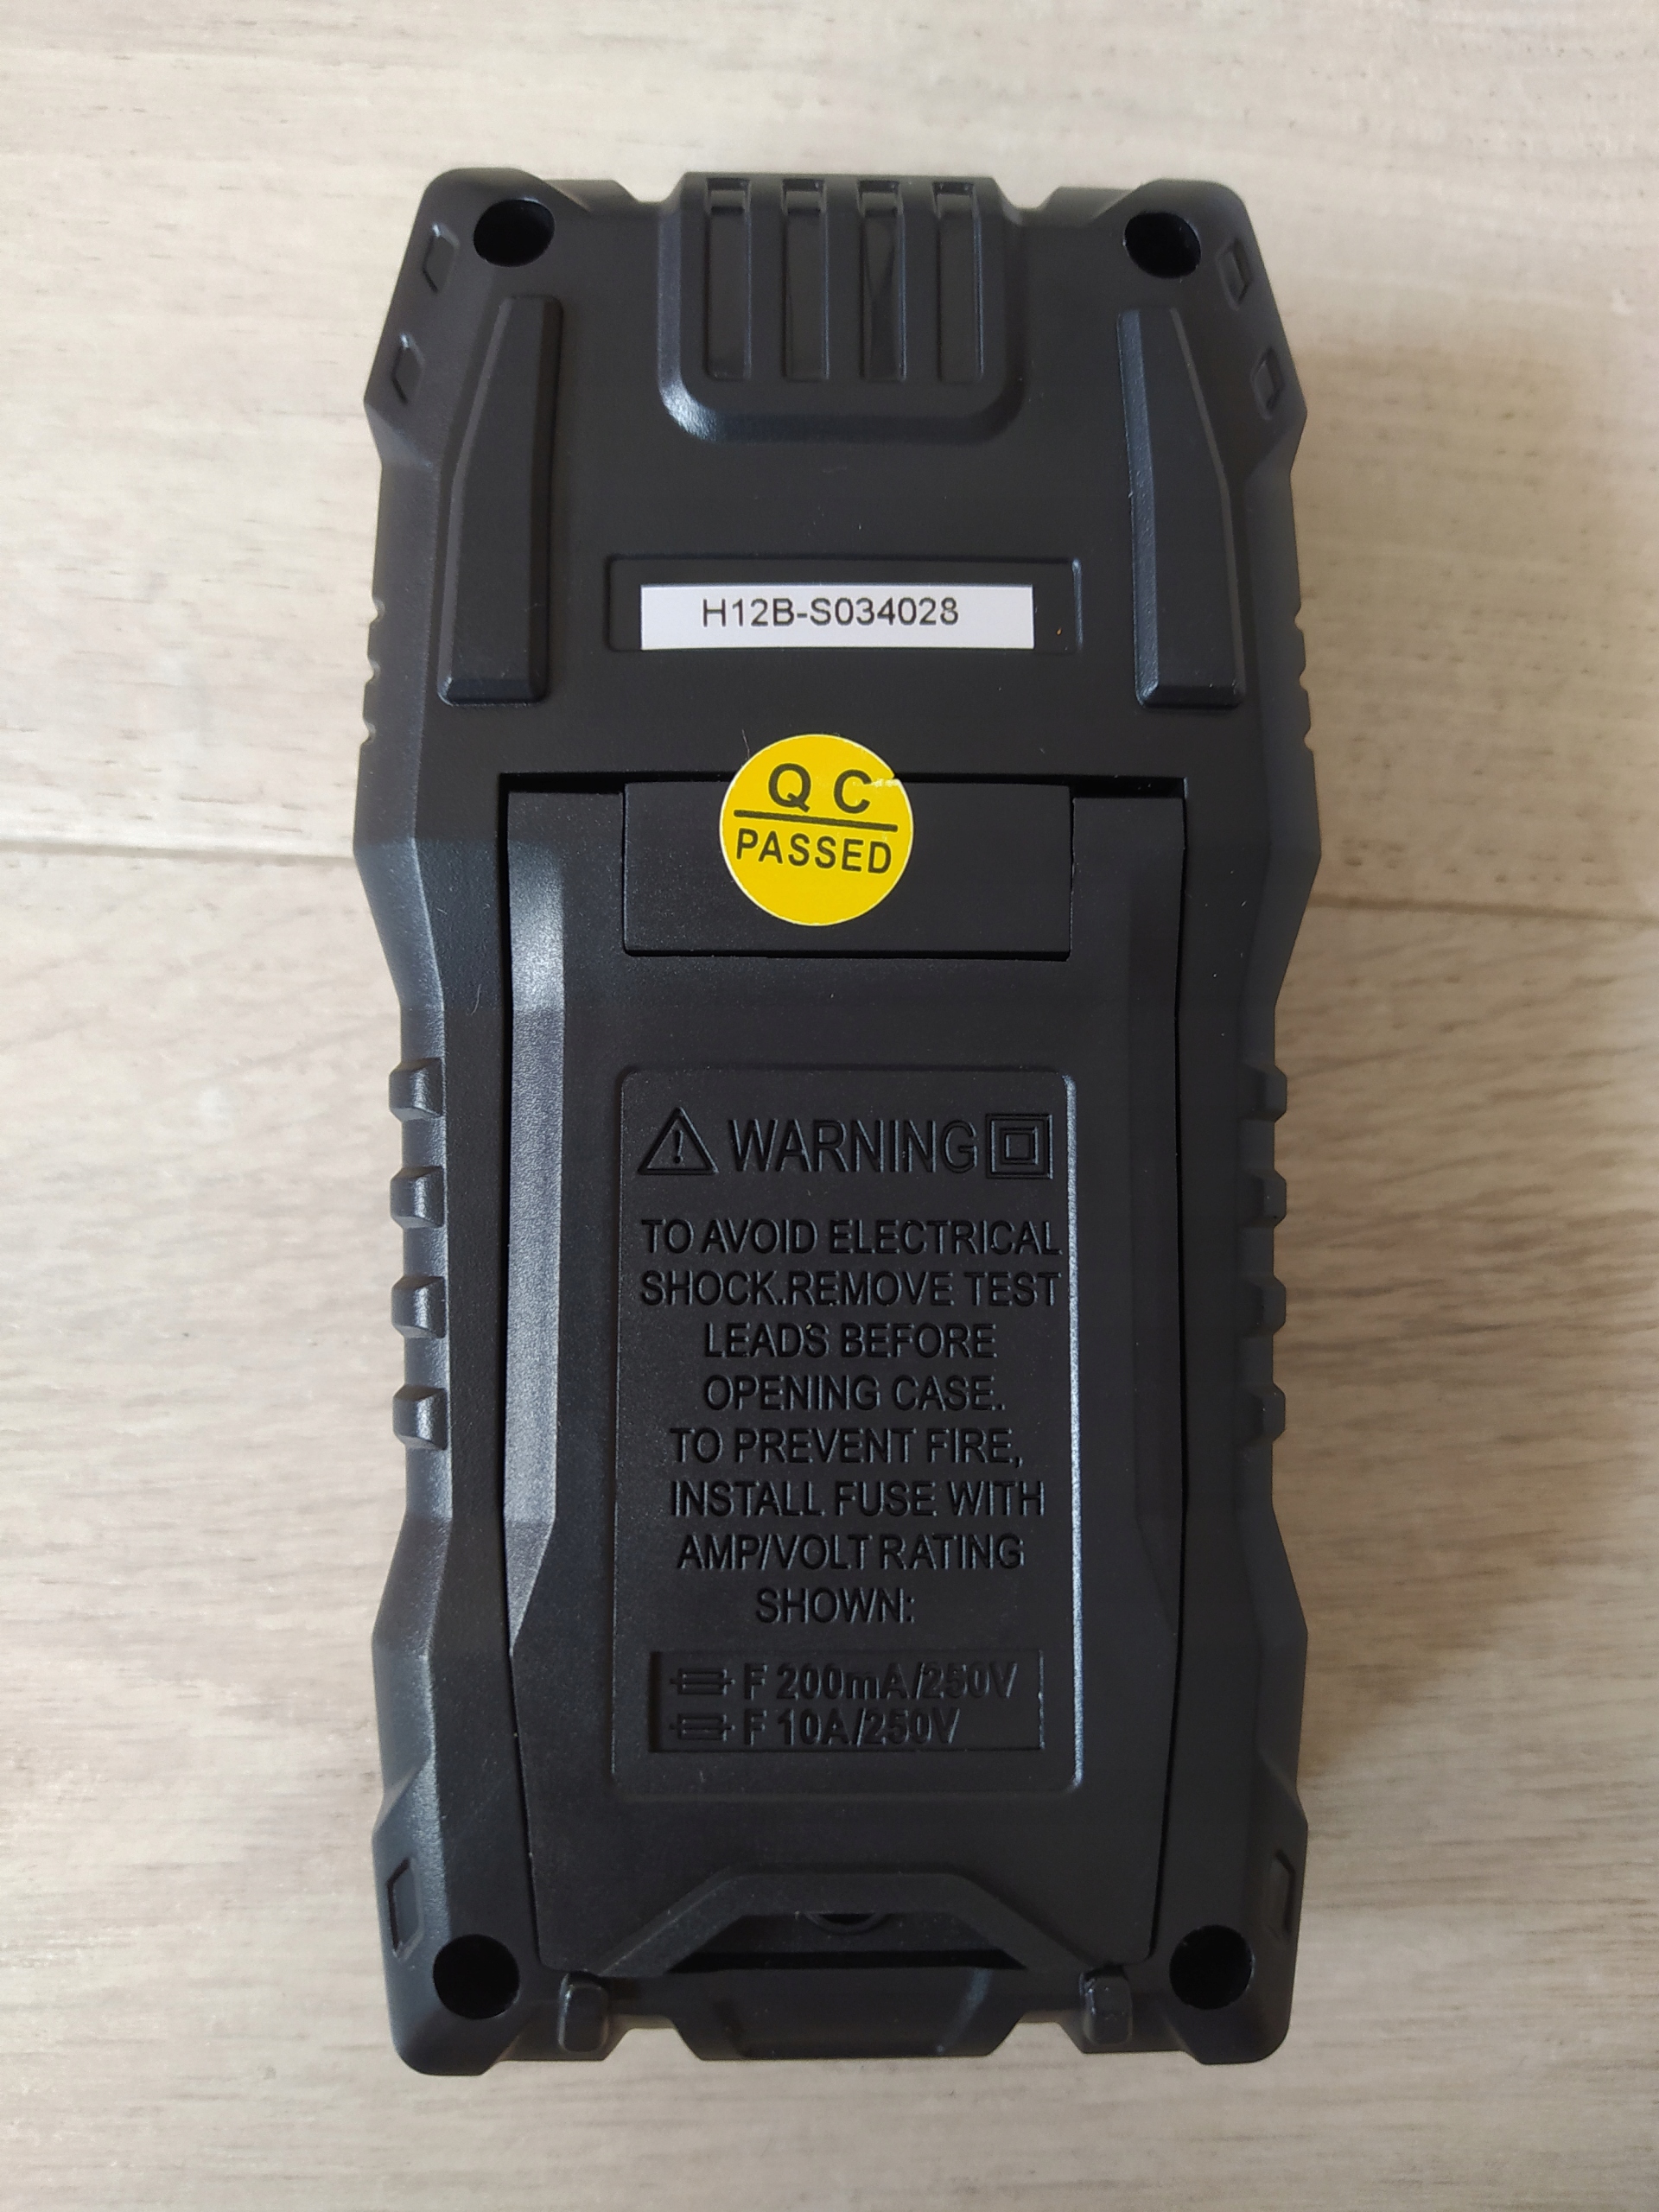 H12B-S034028
Q C
PASSED
WARNING
TO AVOID ELECTRICAL
SHOCK.REMOVE TEST
LEADS BEFORE
OPENING CASE.
TO PREVENT FIRE,
INSTALL FUSE WITH
AMP/VOLT RATING
SHOWN:
F 200mA/250V
F 10A/250V